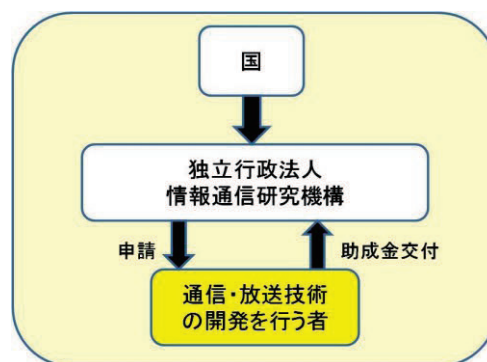 国
独立行政法人
情報通信研究機構
申請
助成金交付
通信・放送技術
の開発を行う者